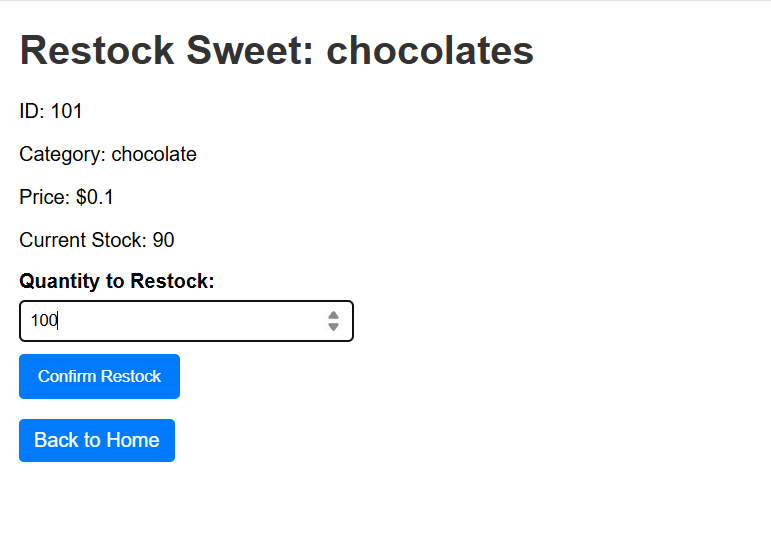 Restock Sweet: chocolates
ID: 101
Category: chocolate
Price: $0.1
Current Stock: 90
Quantity to Restock:
100
Confirm Restock
Back to Home